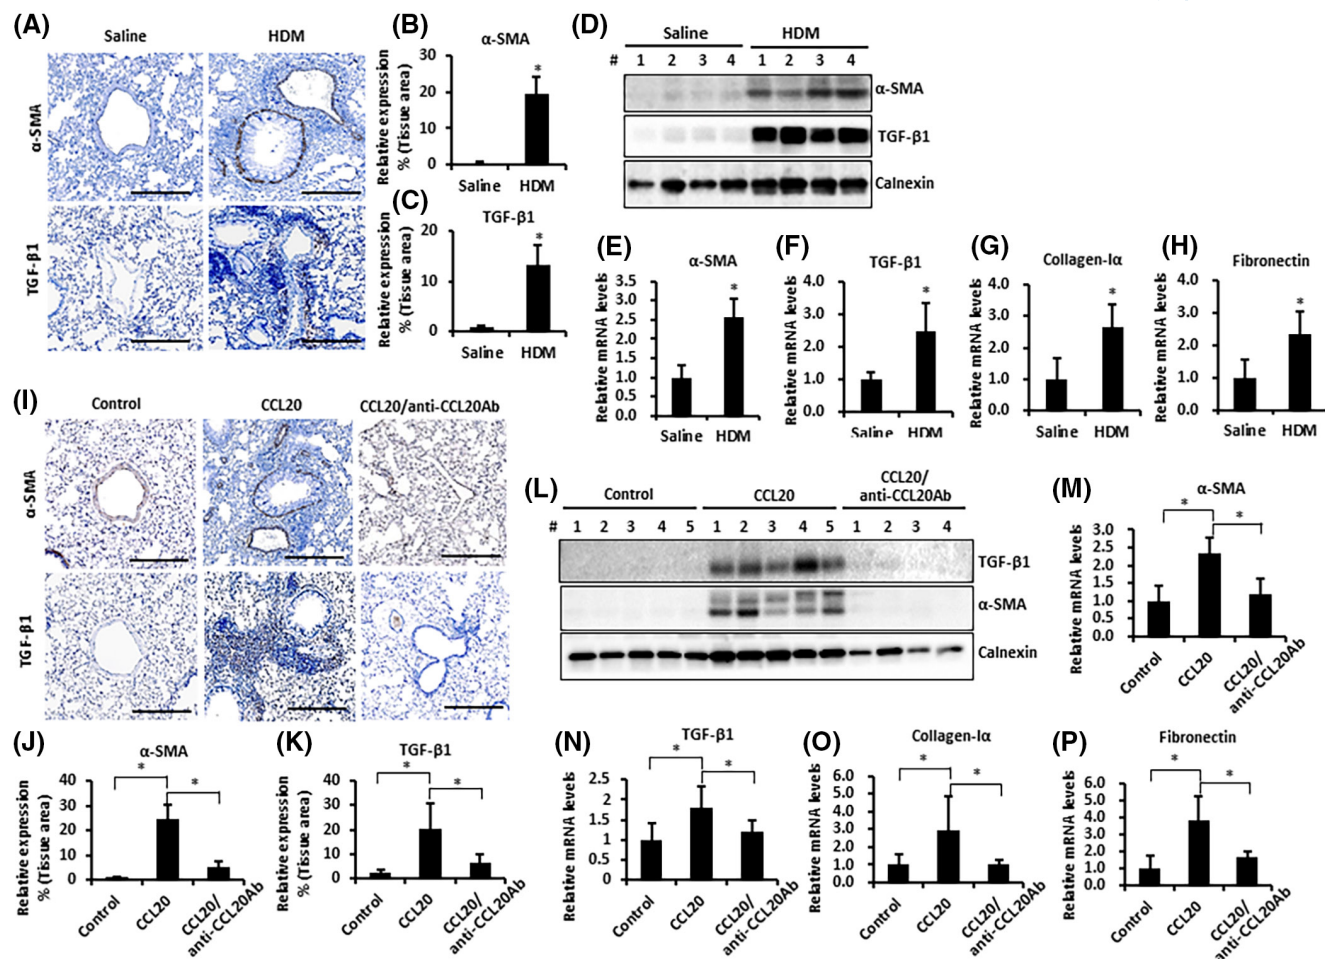 (A)
Saline HDM
α-SMA
TGF-β1
(B)
α-SMA
Relative expression
% (Tissue area)
30
20
10
0
*
Saline HDM
(C)
TGF-β1
Relative expression
% (Tissue area)
20
10
0
*
Saline HDM
(D)
Saline HDM
# 1 2 3 4 1 2 3 4
α-SMA
TGF-β1
Calnexin
(E)
α-SMA
Relative mRNA levels
3.5
3.0
2.5
2.0
1.5
1.0
0.5
0.0
*
Saline HDM
(F)
TGF-β1
Relative mRNA levels
4.0
3.0
2.0
1.0
0.0
*
Saline HDM
(G)
Collagen-Iα
Relative mRNA levels
4.0
3.0
2.0
1.0
0.0
*
Saline HDM
(H)
Fibronectin
Relative mRNA levels
4.0
3.0
2.0
1.0
0.0
*
Saline HDM
(I)
Control CCL20 CCL20/anti-CCL20Ab
α-SMA
TGF-β1
(L)
Control CCL20 CCL20/
anti-CCL20Ab
# 1 2 3 4 5 1 2 3 4 5 1 2 3 4
TGF-β1
α-SMA
Calnexin
(M)
α-SMA
Relative mRNA levels
3.0
2.5
2.0
1.5
1.0
0.5
0.0
* *
Control CCL20 CCL20/
anti-CCL20Ab
(J)
α-SMA
Relative expression
% (Tissue area)
40
30
20
10
0
* *
Control CCL20 CCL20/
anti-CCL20Ab
(K)
TGF-β1
Relative expression
% (Tissue area)
40
30
20
10
0
* *
Control CCL20 CCL20/
anti-CCL20Ab
(N)
TGF-β1
Relative mRNA levels
2.5
2
1.5
1
0.5
0
* *
Control CCL20 CCL20/
anti-CCL20Ab
(O)
Collagen-Iα
Relative mRNA levels
6.0
5.0
4.0
3.0
2.0
1.0
0.0
* *
Control CCL20 CCL20/
anti-CCL20Ab
(P)
Fibronectin
Relative mRNA levels
6.0
5.0
4.0
3.0
2.0
1.0
0.0
* *
Control CCL20 CCL20/
anti-CCL20Ab